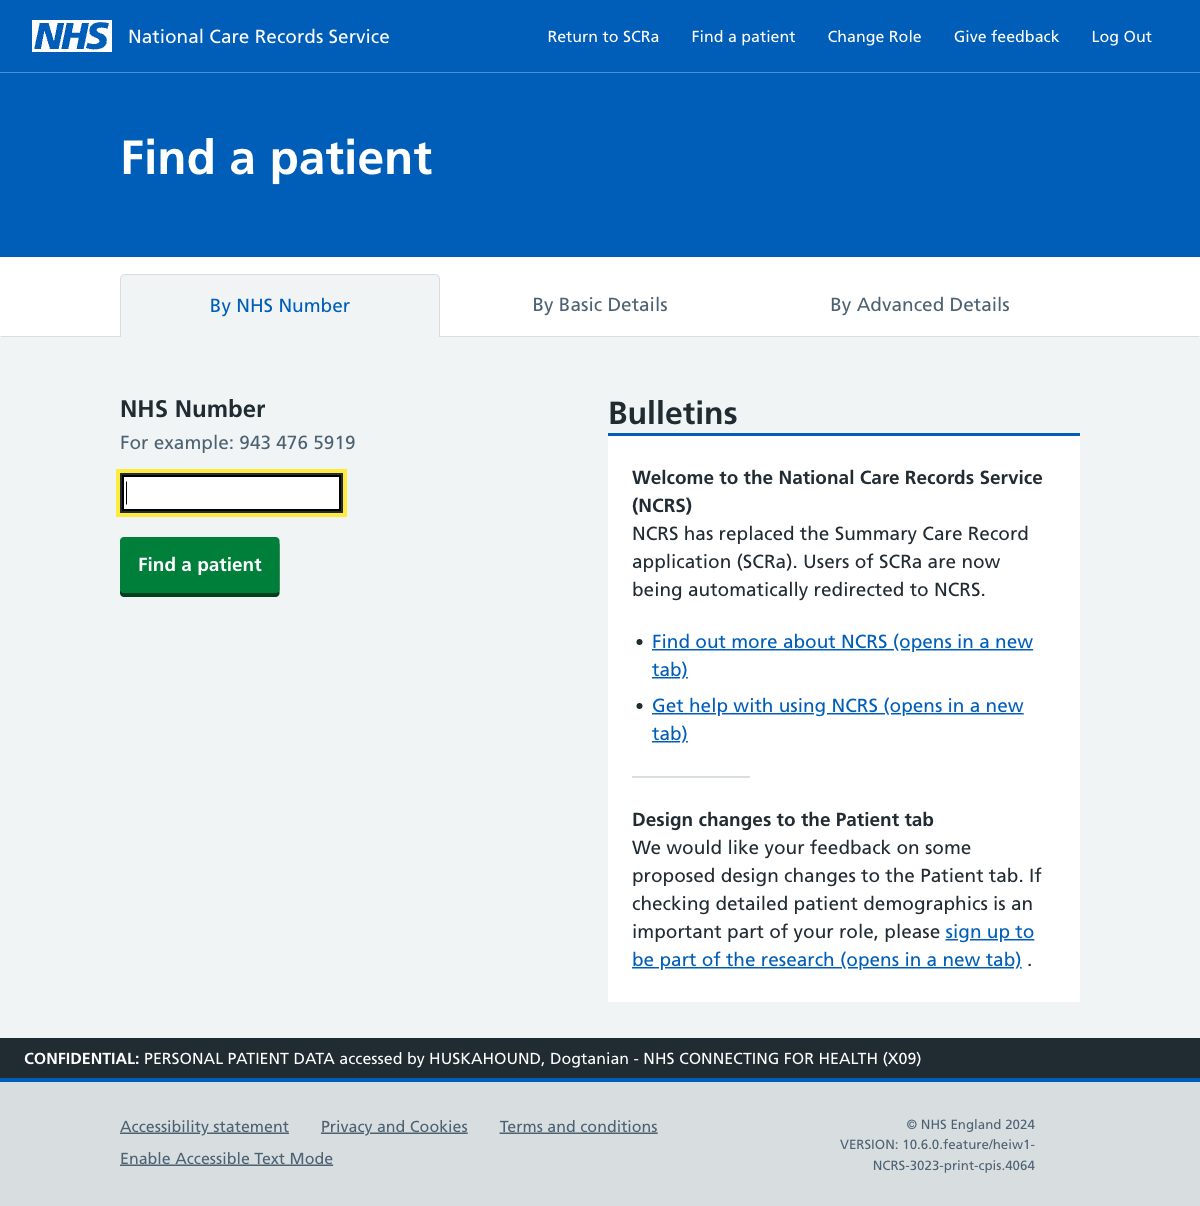 NHS National Care Records Service
Return to SCRa
Find a patient
Change Role
Give feedback
Log Out
Find a patient
By NHS Number
By Basic Details
By Advanced Details
NHS Number
For example: 943 476 5919
Find a patient
Bulletins
Welcome to the National Care Records Service
(NCRS)
NCRS has replaced the Summary Care Record
application (SCRa). Users of SCRa are now
being automatically redirected to NCRS.
• Find out more about NCRS (opens in a new
tab)
• Get help with using NCRS (opens in a new
tab)
Design changes to the Patient tab
We would like your feedback on some
proposed design changes to the Patient tab. If
checking detailed patient demographics is an
important part of your role, please sign up to
be part of the research (opens in a new tab) .
CONFIDENTIAL: PERSONAL PATIENT DATA accessed by HUSKAHOUND, Dogtanian - NHS CONNECTING FOR HEALTH (X09)
Accessibility statement
Privacy and Cookies
Terms and conditions
Enable Accessible Text Mode
© NHS England 2024
VERSION: 10.6.0.feature/heiw1-
NCRS-3023-print-cpis.4064